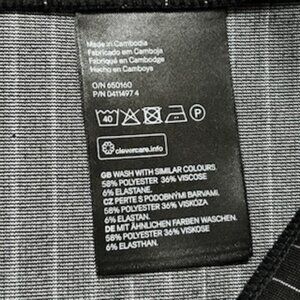 Made in Cambodia
Fabricado em Camboja
Fabriqué en Cambodge
Hecho en Camboya
O/N 650160
P/N 0411497 4
40
P
clevercare.info
GB WASH WITH SIMILAR COLOURS.
58% POLYESTER 36% VISCOSE
6% ELASTANE.
CZ PERTE S PODOBNÝMI BARVAMI.
58% POLYESTER 36% VISKÓZA
6% ELASTAN.
DE MIT ÄHNLICHEN FARBEN WASCHEN.
58% POLYESTER 36% VISKOSE
6% ELASTHAN.